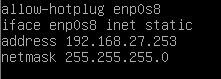 allow-hotplug enp0s8
iface enp0s8 inet static
address 192.168.27.253
netmask 255.255.255.0